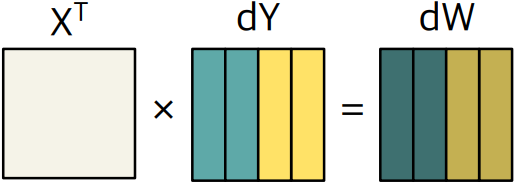 Xᵀ dY dW
× =